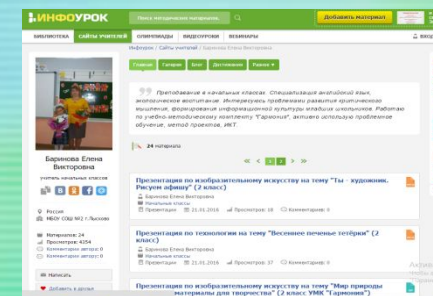 ИНФОУРОК
Поиск методических материалов.
Добавить материал
БИБЛИОТЕКА САЙТЫ УЧИТЕЛЕЙ ОЛИМПИАДЫ ВИДЕОУРОКИ ВЕБИНАРЫ ВХОД
Инфоурок / Сайты учителей / Баринова Елена Викторовна
Главная Галерея Блог Достижения Разное
Преподавание в начальных классах. Специализация английский язык,
экологическое воспитание. Интересуюсь проблемами развития критического
мышления, формирования информационной культуры младших школьников. Работаю
по учебно-методическому комплекту "Гармония", активно использую проблемное
обучение, метод проектов, ИКТ.
24 материала
« < 1 2 > »
Баринова Елена
Викторовна
учитель начальных классов
Россия
МБОУ СОШ №2 г.Лысково
Материалов: 24
Просмотров: 4354
Комментарии автора: 0
Комментарии автору: 0
Написать
Добавить в друзья
Презентация по изобразительному искусству на тему "Ты - художник.
Рисуем афишу" (2 класс)
Баринова Елена Викторовна
Начальные классы
Презентации 21.01.2016 Просмотров: 18 Комментариев: 0
Презентация по технологии на тему "Весеннее печенье тетёрки" (2
класс)
Баринова Елена Викторовна
Начальные классы
Презентации 21.01.2016 Просмотров: 37 Комментариев: 0
Презентация по изобразительному искусству на тему "Мир природы
материалы для творчества" (2 класс УМК "Гармония")